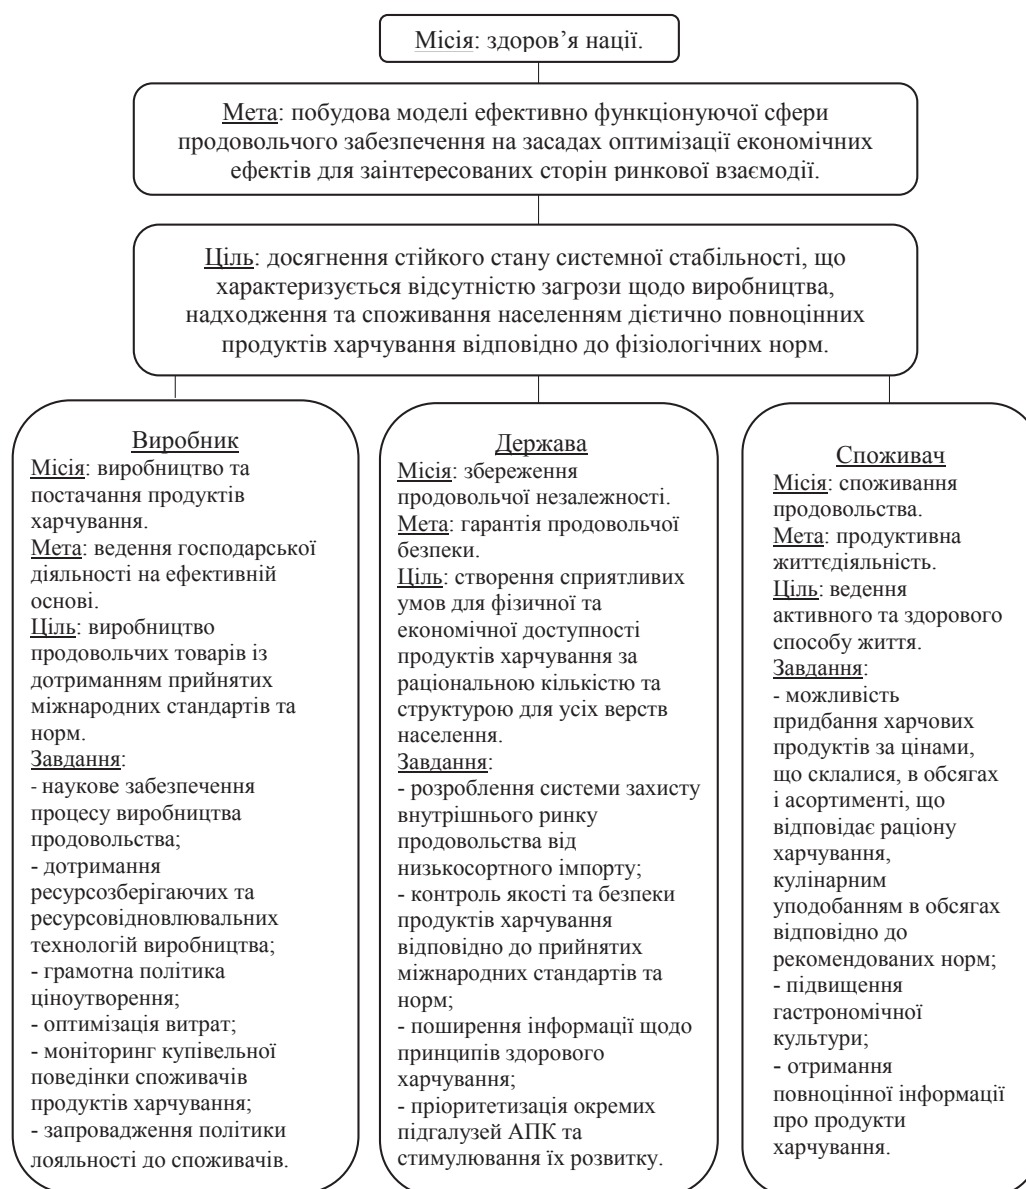 Місія: здоров’я нації.
Мета: побудова моделі ефективно функціонуючої сфери
продовольчого забезпечення на засадах оптимізації економічних
ефектів для заінтересованих сторін ринкової взаємодії.
Ціль: досягнення стійкого стану системної стабільності, що
характеризується відсутністю загрози щодо виробництва,
надходження та споживання населенням дієтично повноцінних
продуктів харчування відповідно до фізіологічних норм.
Виробник
Місія: виробництво та
постачання продуктів
харчування.
Мета: ведення господарської
діяльності на ефективній
основі.
Ціль: виробництво
продовольчих товарів із
дотриманням прийнятих
міжнародних стандартів та
норм.
Завдання:
- наукове забезпечення
процесу виробництва
продовольства;
- дотримання
ресурсозберігаючих та
ресурсовідновлювальних
технологій виробництва;
- грамотна політика
ціноутворення;
- оптимізація витрат;
- моніторинг купівельної
поведінки споживачів
продуктів харчування;
- запровадження політики
лояльності до споживачів.
Держава
Місія: збереження
продовольчої незалежності.
Мета: гарантія продовольчої
безпеки.
Ціль: створення сприятливих
умов для фізичної та
економічної доступності
продуктів харчування за
раціональною кількістю та
структурою для усіх верств
населення.
Завдання:
- розроблення системи захисту
внутрішнього ринку
продовольства від
низькосортного імпорту;
- контроль якості та безпеки
продуктів харчування
відповідно до прийнятих
міжнародних стандартів та
норм;
- поширення інформації щодо
принципів здорового
харчування;
- пріоритетизація окремих
підгалузей АПК та
стимулювання їх розвитку.
Споживач
Місія: споживання
продовольства.
Мета: продуктивна
життєдіяльність.
Ціль: ведення
активного та здорового
способу життя.
Завдання:
- можливість
придбання харчових
продуктів за цінами,
що склалися, в обсягах
і асортименті, що
відповідає раціону
харчування,
кулінарним
уподобанням в обсягах
відповідно до
рекомендованих норм;
- підвищення
гастрономічної
культури;
- отримання
повноцінної інформації
про продукти
харчування.